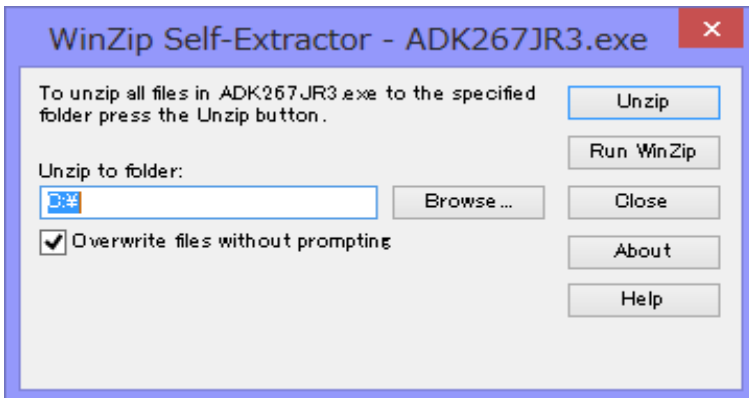 WinZip Self-Extractor - ADK267JR3.exe
To unzip all files in ADK267JR3.exe to the specified
folder press the Unzip button.
Unzip to folder:
D:¥
Browse...
Overwrite files without prompting
Unzip
Run WinZip
Close
About
Help